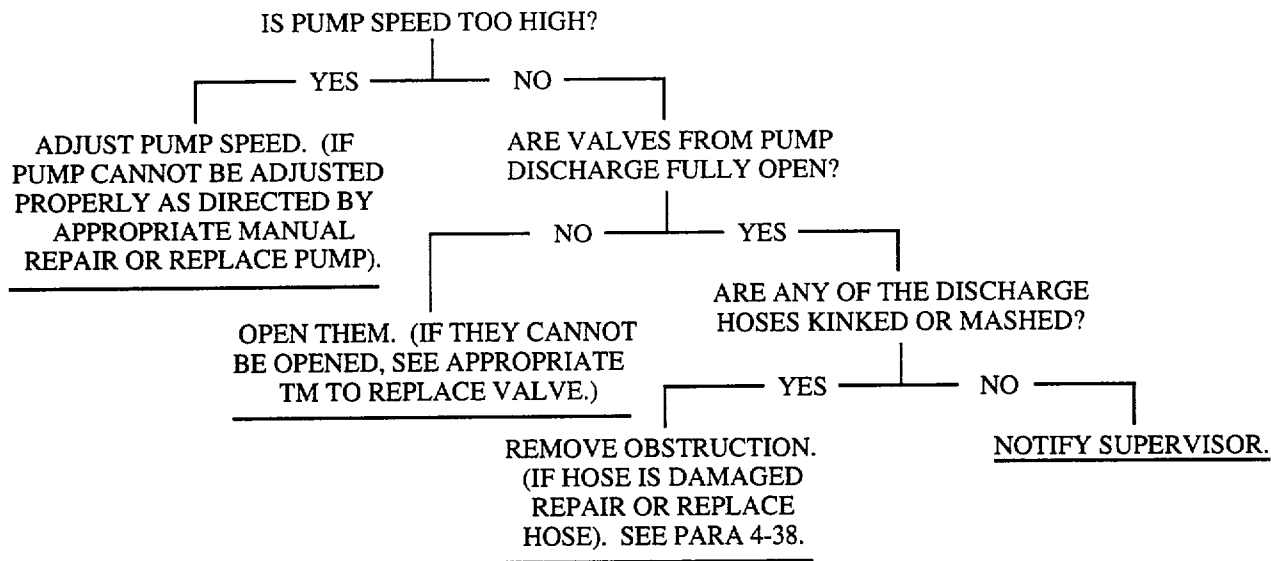 IS PUMP SPEED TOO HIGH?
YES
NO
ADJUST PUMP SPEED. (IF
PUMP CANNOT BE ADJUSTED
PROPERLY AS DIRECTED BY
APPROPRIATE MANUAL
REPAIR OR REPLACE PUMP).
ARE VALVES FROM PUMP
DISCHARGE FULLY OPEN?
NO
YES
OPEN THEM. (IF THEY CANNOT
BE OPENED, SEE APPROPRIATE
TM TO REPLACE VALVE.)
ARE ANY OF THE DISCHARGE
HOSES KINKED OR MASHED?
YES
NO
REMOVE OBSTRUCTION.
(IF HOSE IS DAMAGED
REPAIR OR REPLACE
HOSE). SEE PARA 4-38.
NOTIFY SUPERVISOR.